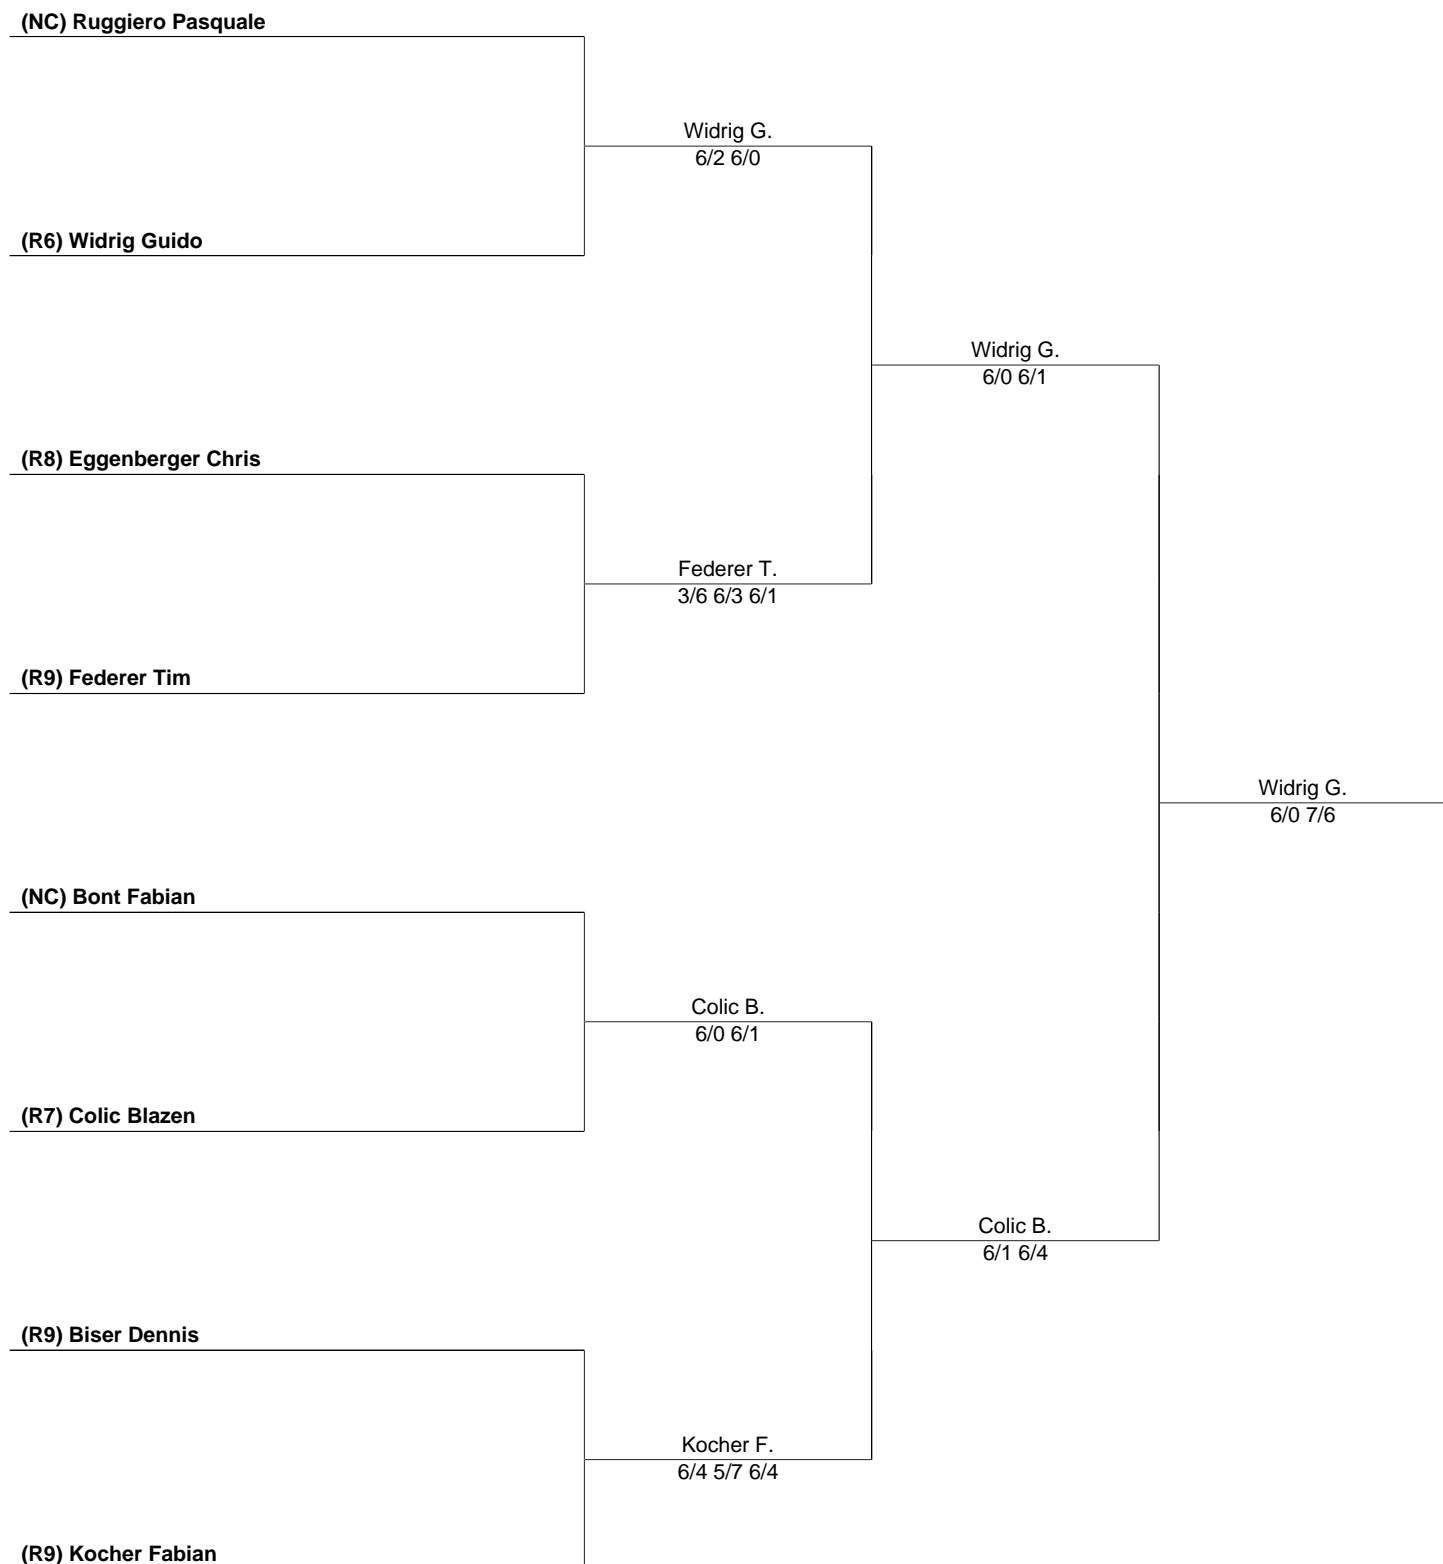 (NC) Ruggiero Pasquale
Widrig G.
6/2 6/0
(R6) Widrig Guido
Widrig G.
6/0 6/1
(R8) Eggenberger Chris
Federer T.
3/6 6/3 6/1
(R9) Federer Tim
Widrig G.
6/0 7/6
(NC) Bont Fabian
Colic B.
6/0 6/1
(R7) Colic Blazen
Colic B.
6/1 6/4
(R9) Biser Dennis
Kocher F.
6/4 5/7 6/4
(R9) Kocher Fabian